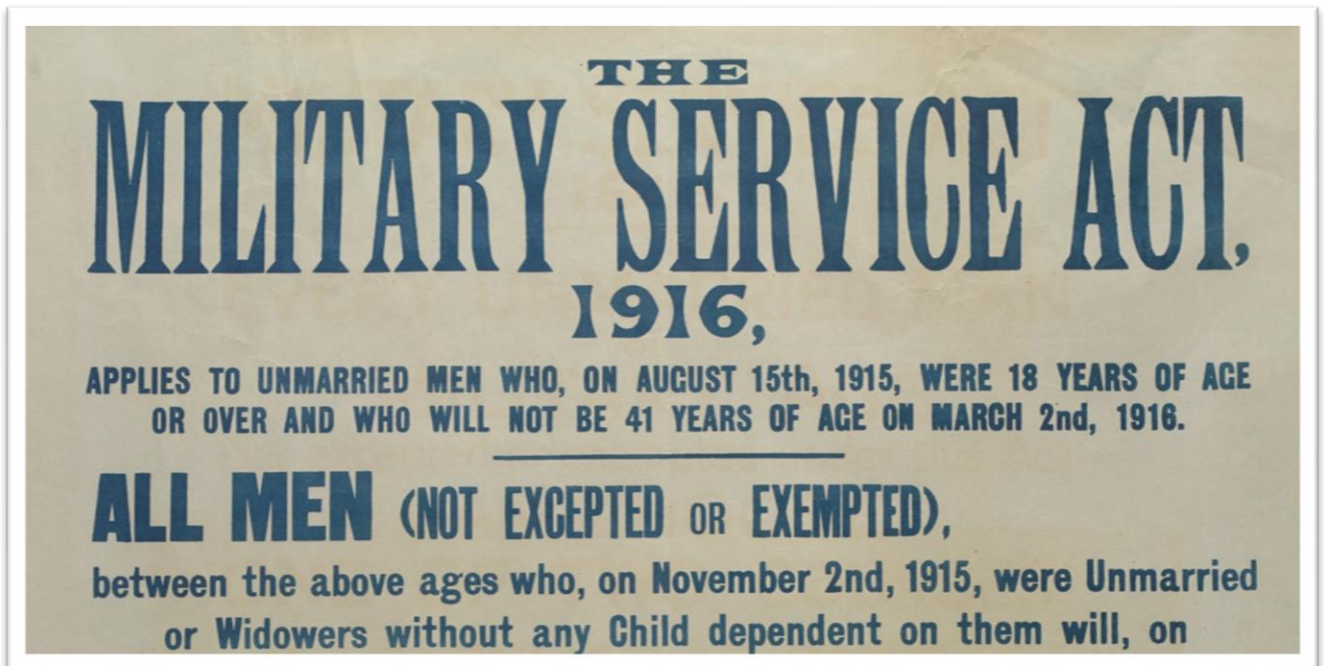 THE
MILITARY SERVICE ACT,
1916,
APPLIES TO UNMARRIED MEN WHO, ON AUGUST 15th, 1915, WERE 18 YEARS OF AGE
OR OVER AND WHO WILL NOT BE 41 YEARS OF AGE ON MARCH 2nd, 1916.
ALL MEN (NOT EXCEPTED OR EXEMPTED),
between the above ages who, on November 2nd, 1915, were Unmarried
or Widowers without any Child dependent on them will, on